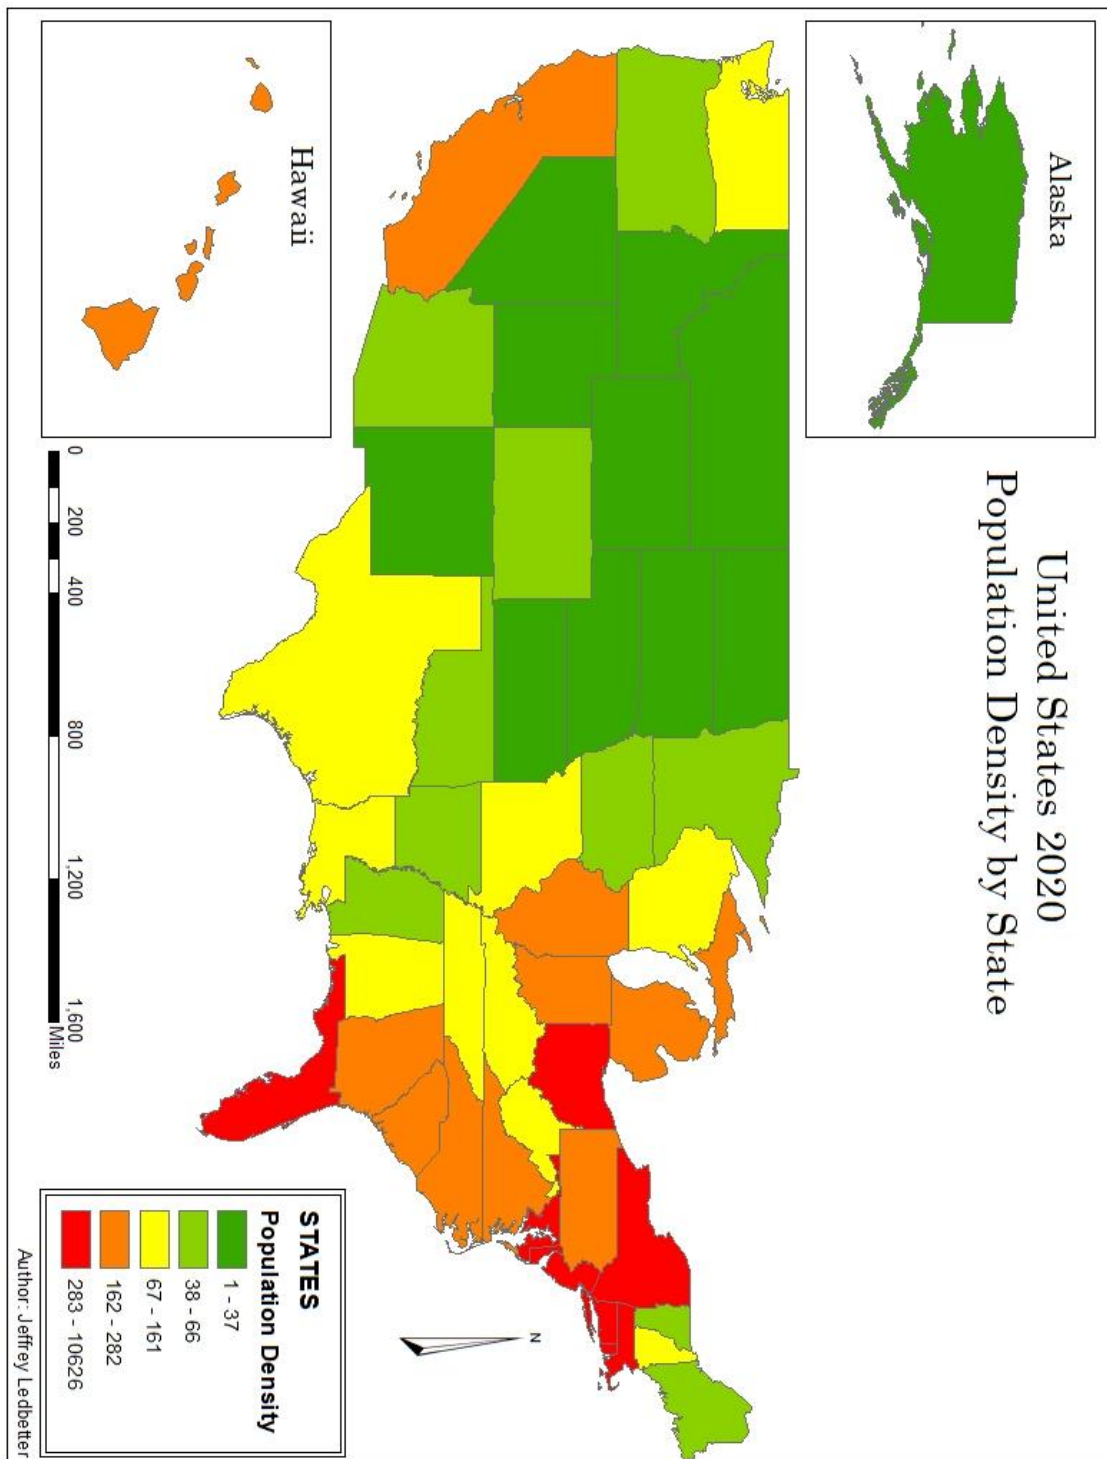 United States 2020
Population Density by State
Alaska
Hawaii
0
200
400
800
1,200
1,600
Miles
N
STATES
Population Density
1 - 37
38 - 66
67 - 161
162 - 282
283 - 10626
Author: Jeffrey Ledbetter